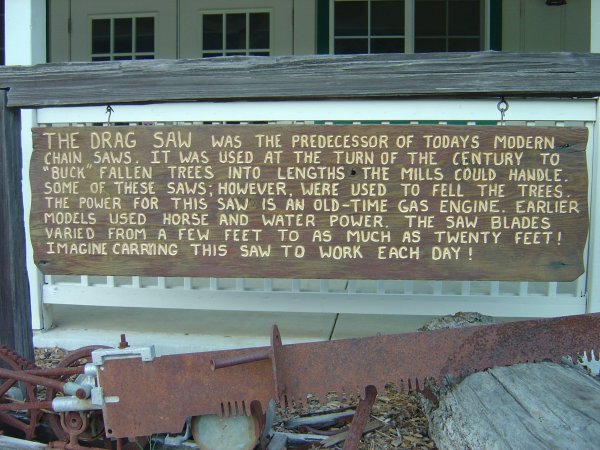 THE DRAG SAW WAS THE PREDECESSOR OF TODAYS MODERN
CHAIN SAWS. IT WAS USED AT THE TURN OF THE CENTURY TO
"BUCK" FALLEN TREES INTO LENGTHS THE MILLS COULD HANDLE.
SOME OF THESE SAWS; HOWEVER, WERE USED TO FELL THE TREES.
THE POWER FOR THIS SAW IS AN OLD-TIME GAS ENGINE. EARLIER
MODELS USED HORSE AND WATER POWER. THE SAW BLADES
VARIED FROM A FEW FEET TO AS MUCH AS TWENTY FEET!
IMAGINE CARRYING THIS SAW TO WORK EACH DAY!